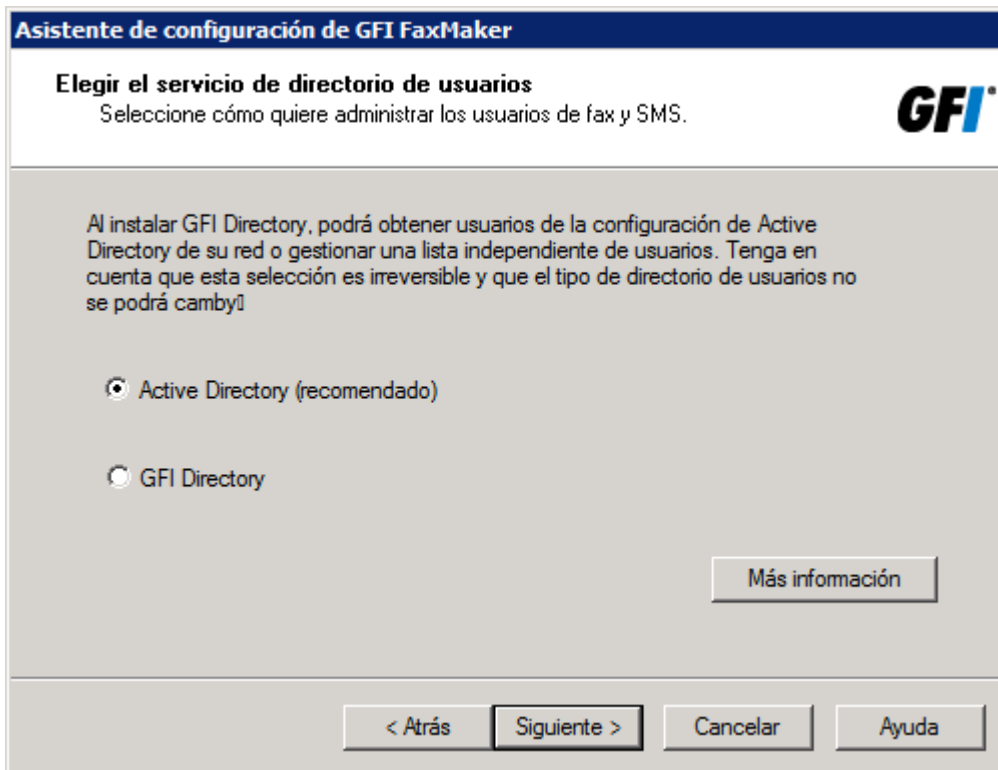 Asistente de configuración de GFI FaxMaker
Elegir el servicio de directorio de usuarios
Seleccione cómo quiere administrar los usuarios de fax y SMS.
GFI
Al instalar GFI Directory, podrá obtener usuarios de la configuración de Active
Directory de su red o gestionar una lista independiente de usuarios. Tenga en
cuenta que esta selección es irreversible y que el tipo de directorio de usuarios no
se podrá camby▯
Active Directory (recomendado)
GFI Directory
Más información
< Atrás
Siguiente >
Cancelar
Ayuda